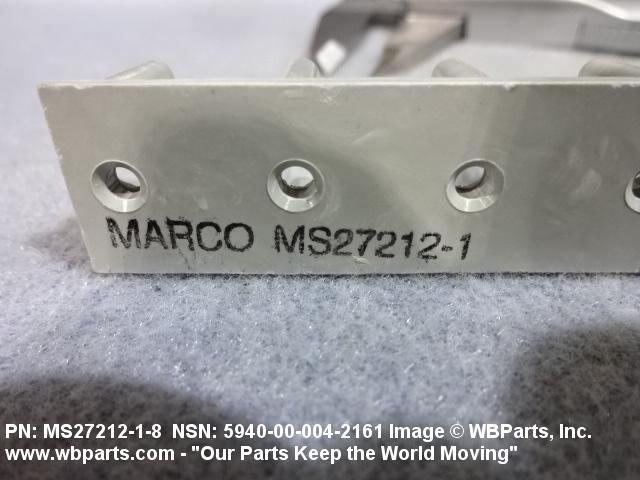 MARCO MS27212-1
PN: MS27212-1-8 NSN: 5940-00-004-2161 Image © WBParts, Inc.
www.wbparts.com - "Our Parts Keep the World Moving"